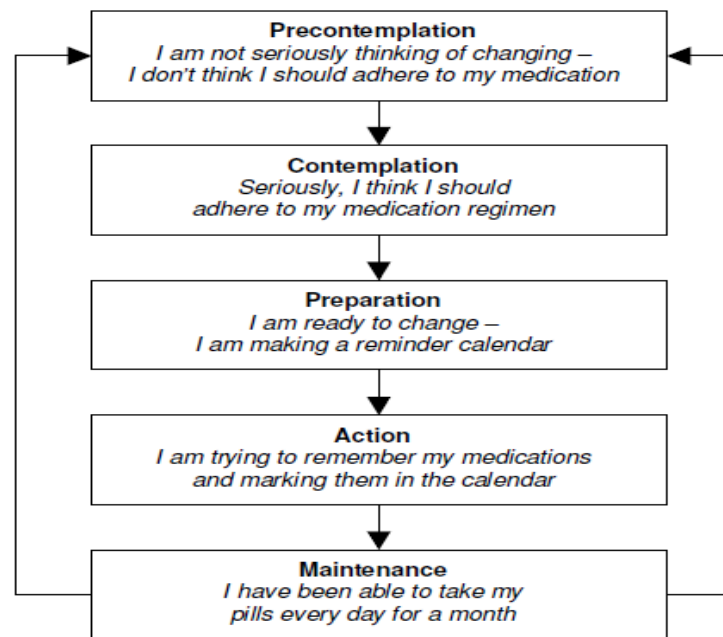 Precontemplation
I am not seriously thinking of changing –
I don't think I should adhere to my medication
Contemplation
Seriously, I think I should
adhere to my medication regimen
Preparation
I am ready to change –
I am making a reminder calendar
Action
I am trying to remember my medications
and marking them in the calendar
Maintenance
I have been able to take my
pills every day for a month